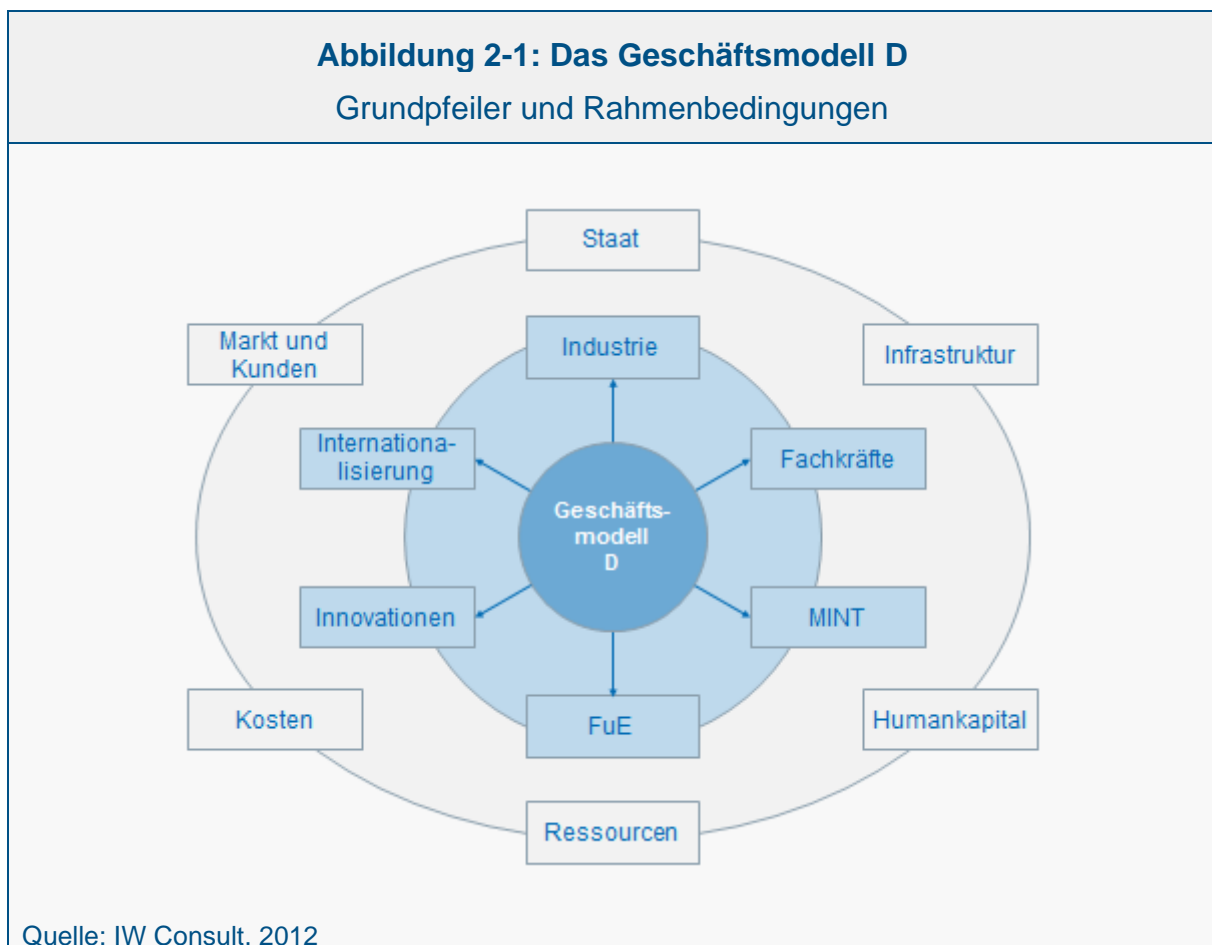 Abbildung 2-1: Das Geschäftsmodell D
Grundpfeiler und Rahmenbedingungen
Staat
Markt und
Kunden
Industrie
Infrastruktur
Internationa-
lisierung
Fachkräfte
Geschäfts-
modell
D
Innovationen
MINT
Kosten
FuE
Humankapital
Ressourcen
Quelle: IW Consult, 2012